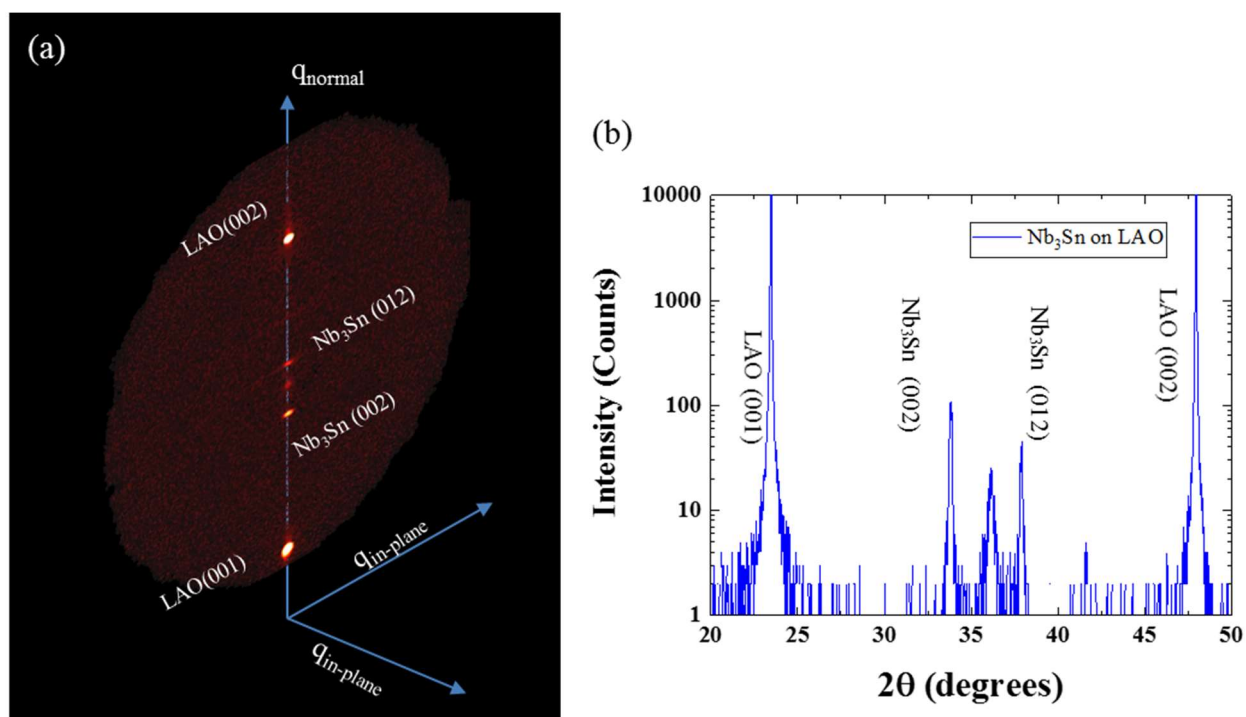 (a)
qnormal
LAO(002)
Nb₃Sn (012)
Nb₃Sn (002)
LAO(001)
qin-plane
qin-plane
(b)
10000
1000
100
10
1
Intensity (Counts)
Nb₃Sn on LAO
LAO (001)
Nb₃Sn (002)
Nb₃Sn (012)
LAO (002)
20 25 30 35 40 45 50
2θ (degrees)